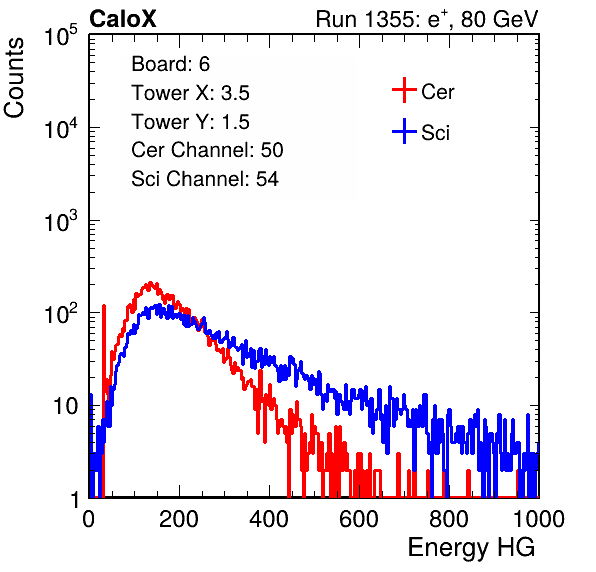 CaloX Run 1355: e⁺, 80 GeV
Counts
10⁵
10⁴
10³
10²
10
1
Board: 6
Tower X: 3.5
Tower Y: 1.5
Cer Channel: 50
Sci Channel: 54
Cer
Sci
0 200 400 600 800 1000
Energy HG